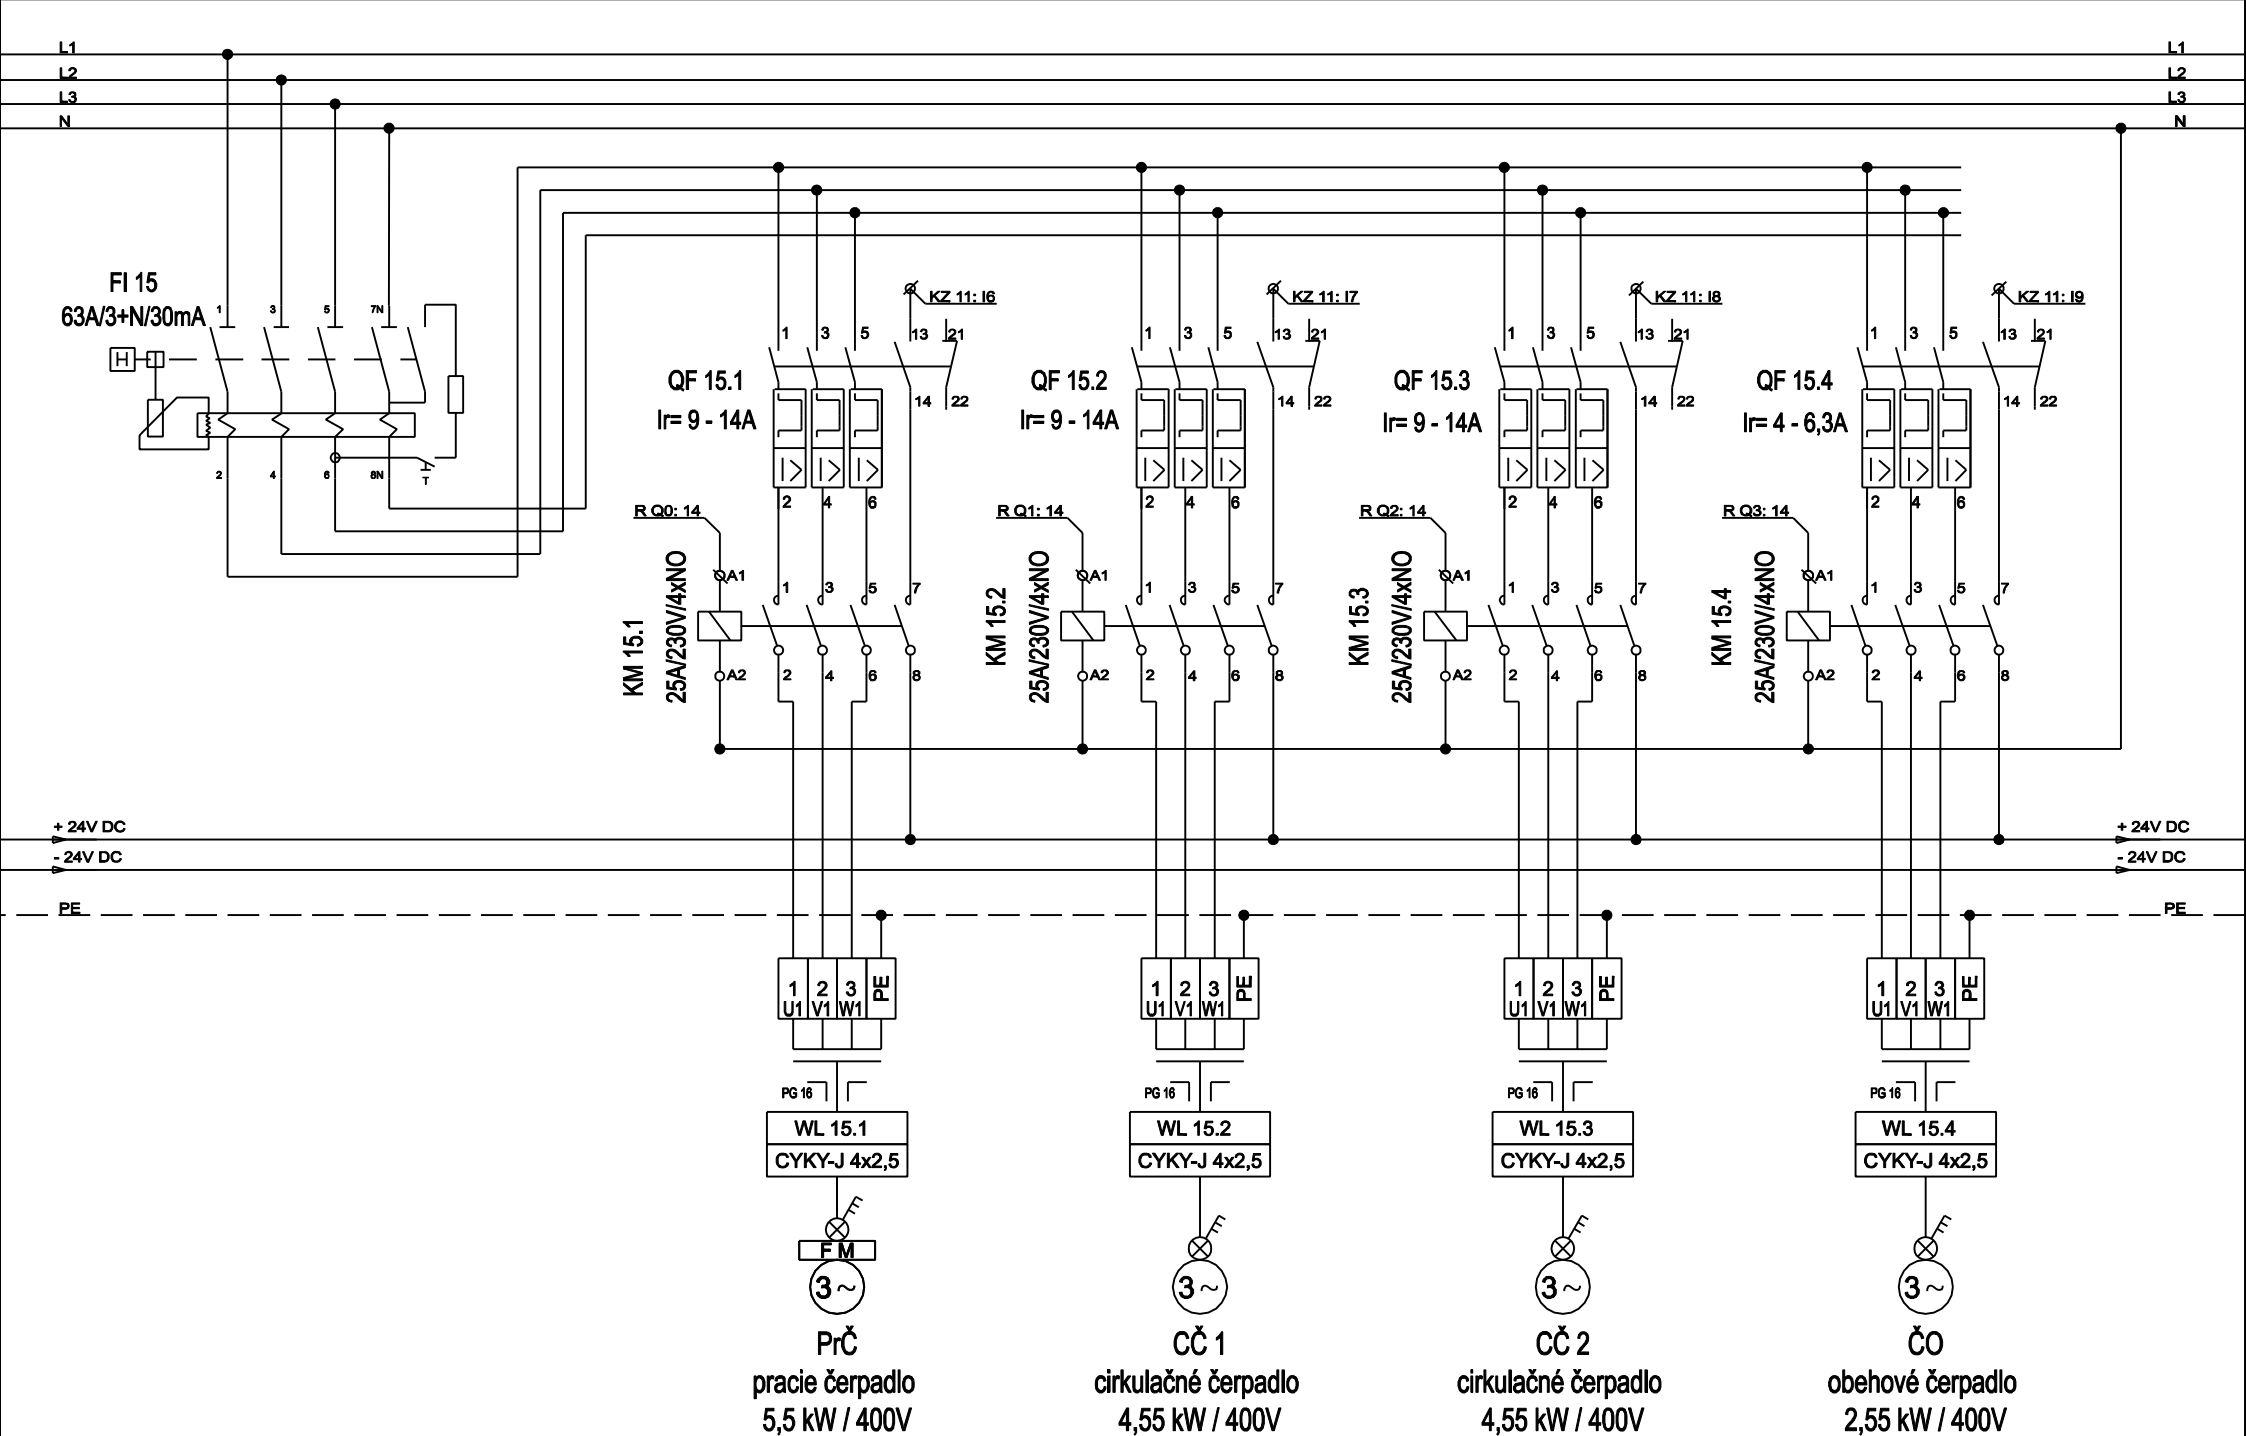 L1 L1
L2 L2
L3 L3
N N
FI 15
63A/3+N/30mA
1 3 5 7N
H
2 4 6 8N
T
KZ 11: I6 KZ 11: I7 KZ 11: I8 KZ 11: I9
1 3 5 13 21 1 3 5 13 21 1 3 5 13 21 1 3 5 13 21
QF 15.1 QF 15.2 QF 15.3 QF 15.4
Ir= 9 - 14A Ir= 9 - 14A Ir= 9 - 14A Ir= 4 - 6,3A
14 22 14 22 14 22 14 22
I> I> I> I> I> I> I> I> I> I> I> I>
2 4 6 2 4 6 2 4 6 2 4 6
R Q0: 14 R Q1: 14 R Q2: 14 R Q3: 14
KM 15.1
25A/230V/4xNO
KM 15.2
25A/230V/4xNO
KM 15.3
25A/230V/4xNO
KM 15.4
25A/230V/4xNO
A1 1 3 5 7 A1 1 3 5 7 A1 1 3 5 7 A1 1 3 5 7
A2 2 4 6 8 A2 2 4 6 8 A2 2 4 6 8 A2 2 4 6 8
+ 24V DC + 24V DC
- 24V DC - 24V DC
PE PE
1 2 3 PE 1 2 3 PE 1 2 3 PE 1 2 3 PE
U1 V1 W1 U1 V1 W1 U1 V1 W1 U1 V1 W1
PG 16 PG 16 PG 16 PG 16
WL 15.1 WL 15.2 WL 15.3 WL 15.4
CYKY-J 4x2,5 CYKY-J 4x2,5 CYKY-J 4x2,5 CYKY-J 4x2,5
F M
3 ~ 3 ~ 3 ~ 3 ~
PrČ CČ 1 CČ 2 ČO
pracie čerpadlo cirkulačné čerpadlo cirkulačné čerpadlo obehové čerpadlo
5,5 kW / 400V 4,55 kW / 400V 4,55 kW / 400V 2,55 kW / 400V